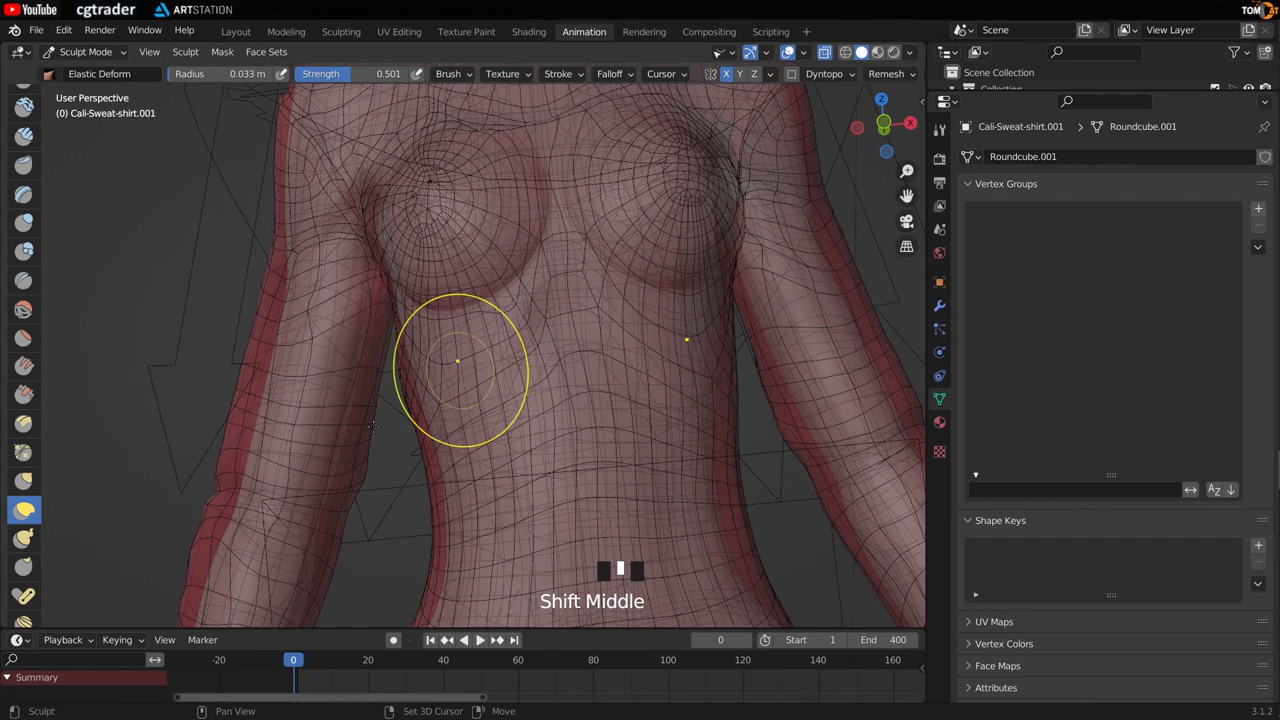 YouTube cgtrader ARTSTATION TOMCAT
File Edit Render Window Help Layout Modeling Sculpting UV Editing Texture Paint Shading Animation Rendering Compositing Scripting + Scene View Layer
Sculpt Mode View Sculpt Mask Face Sets
Elastic Deform Radius 0.033 m Strength 0.501 Brush Texture Stroke Falloff Cursor X Y Z Dyntopo Remesh
Scene Collection
User Perspective
(0) Cali-Sweat-shirt.001
Z
X
Y
Cali-Sweat-shirt.001 Roundcube.001
Roundcube.001
Vertex Groups
Shape Keys
UV Maps
Vertex Colors
Face Maps
Attributes
Shift Middle
Playback Keying View Marker 0 Start 1 End 400
-20 0 20 40 60 80 100 120 140 160
Summary
Sculpt Pan View Set 3D Cursor Move 3.1.2